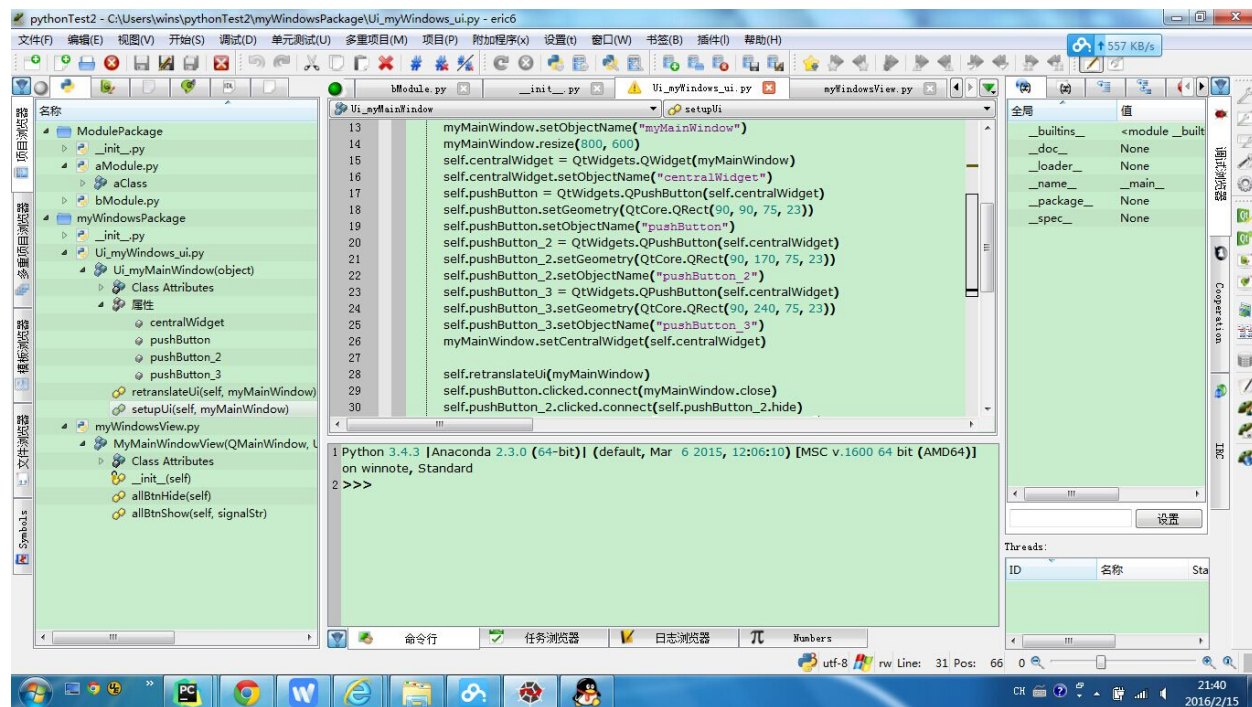 pythonTest2 - C:\Users\wins\pythonTest2\myWindowsPackage\Ui_myWindows_ui.py - eric6
文件(F) 编辑(E) 视图(V) 开始(S) 调试(D) 单元测试(U) 多重项目(M) 项目(P) 附加程序(x) 设置(t) 窗口(W) 书签(B) 插件(I) 帮助(H)
557 KB/s
bModule.py __init__.py Ui_myWindows_ui.py myWindowsView.py
项目浏览器
多重项目浏览器
模板浏览器
文件浏览器
Symbols
名称
ModulePackage
__init__.py
aModule.py
aClass
bModule.py
myWindowsPackage
__init__.py
Ui_myWindows_ui.py
Ui_myMainWindow(object)
Class Attributes
属性
centralWidget
pushButton
pushButton_2
pushButton_3
retranslateUi(self, myMainWindow)
setupUi(self, myMainWindow)
myWindowsView.py
MyMainWindowView(QMainWindow, U
Class Attributes
__init__(self)
allBtnHide(self)
allBtnShow(self, signalStr)
Ui_myMainWindow setupUi
13 myMainWindow.setObjectName("myMainWindow")
14 myMainWindow.resize(800, 600)
15 self.centralWidget = QtWidgets.QWidget(myMainWindow)
16 self.centralWidget.setObjectName("centralWidget")
17 self.pushButton = QtWidgets.QPushButton(self.centralWidget)
18 self.pushButton.setGeometry(QtCore.QRect(90, 90, 75, 23))
19 self.pushButton.setObjectName("pushButton")
20 self.pushButton_2 = QtWidgets.QPushButton(self.centralWidget)
21 self.pushButton_2.setGeometry(QtCore.QRect(90, 170, 75, 23))
22 self.pushButton_2.setObjectName("pushButton_2")
23 self.pushButton_3 = QtWidgets.QPushButton(self.centralWidget)
24 self.pushButton_3.setGeometry(QtCore.QRect(90, 240, 75, 23))
25 self.pushButton_3.setObjectName("pushButton_3")
26 myMainWindow.setCentralWidget(self.centralWidget)
27
28 self.retranslateUi(myMainWindow)
29 self.pushButton.clicked.connect(myMainWindow.close)
30 self.pushButton_2.clicked.connect(self.pushButton_2.hide)
1 Python 3.4.3 |Anaconda 2.3.0 (64-bit)| (default, Mar 6 2015, 12:06:10) [MSC v.1600 64 bit (AMD64)]
on winnote, Standard
2 >>>
命令行 任务浏览器 日志浏览器 Numbers
全局 值
__builtins__ <module __built
__doc__ None
__loader__ None
__name__ __main__
__package__ None
__spec__ None
设置
Threads:
ID 名称 Sta
调试浏览器
Cooperation
IRC
utf-8 rw Line: 31 Pos: 66 0
CH
21:40
2016/2/15